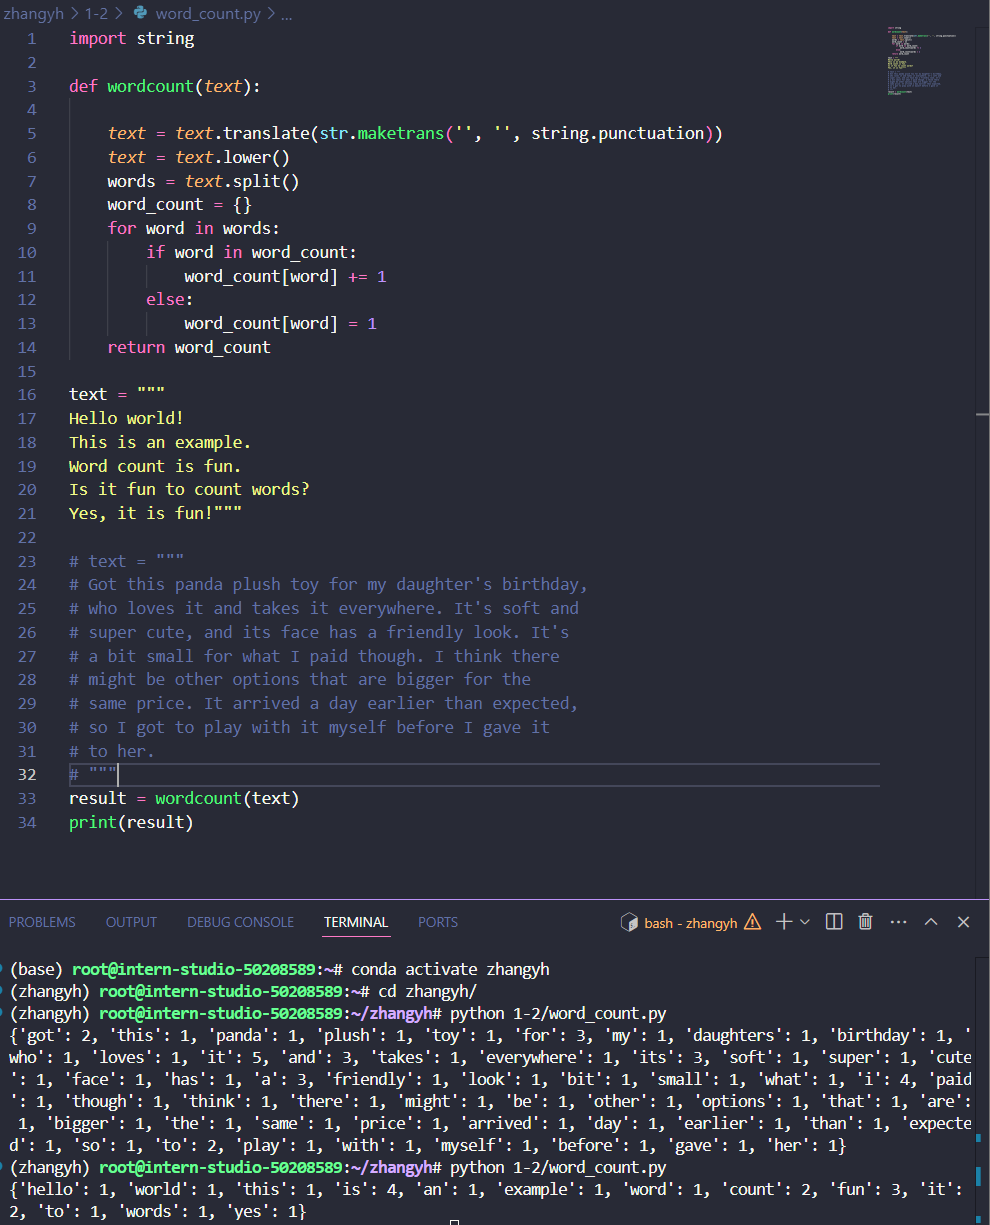 zhangyh > 1-2 > word_count.py > ...
1 import string
2
3 def wordcount(text):
4
5     text = text.translate(str.maketrans('', '', string.punctuation))
6     text = text.lower()
7     words = text.split()
8     word_count = {}
9     for word in words:
10         if word in word_count:
11             word_count[word] += 1
12         else:
13             word_count[word] = 1
14     return word_count
15
16 text = """
17 Hello world!
18 This is an example.
19 Word count is fun.
20 Is it fun to count words?
21 Yes, it is fun!"""
22
23 # text = """
24 # Got this panda plush toy for my daughter's birthday,
25 # who loves it and takes it everywhere. It's soft and
26 # super cute, and its face has a friendly look. It's
27 # a bit small for what I paid though. I think there
28 # might be other options that are bigger for the
29 # same price. It arrived a day earlier than expected,
30 # so I got to play with it myself before I gave it
31 # to her.
32 # """
33 result = wordcount(text)
34 print(result)
PROBLEMS OUTPUT DEBUG CONSOLE TERMINAL PORTS bash - zhangyh
(base) root@intern-studio-50208589:~# conda activate zhangyh
(zhangyh) root@intern-studio-50208589:~# cd zhangyh/
(zhangyh) root@intern-studio-50208589:~/zhangyh# python 1-2/word_count.py
{'got': 2, 'this': 1, 'panda': 1, 'plush': 1, 'toy': 1, 'for': 3, 'my': 1, 'daughters': 1, 'birthday': 1, '
who': 1, 'loves': 1, 'it': 5, 'and': 3, 'takes': 1, 'everywhere': 1, 'its': 3, 'soft': 1, 'super': 1, 'cute
': 1, 'face': 1, 'has': 1, 'a': 3, 'friendly': 1, 'look': 1, 'bit': 1, 'small': 1, 'what': 1, 'i': 4, 'paid
': 1, 'though': 1, 'think': 1, 'there': 1, 'might': 1, 'be': 1, 'other': 1, 'options': 1, 'that': 1, 'are':
 1, 'bigger': 1, 'the': 1, 'same': 1, 'price': 1, 'arrived': 1, 'day': 1, 'earlier': 1, 'than': 1, 'expecte
d': 1, 'so': 1, 'to': 2, 'play': 1, 'with': 1, 'myself': 1, 'before': 1, 'gave': 1, 'her': 1}
(zhangyh) root@intern-studio-50208589:~/zhangyh# python 1-2/word_count.py
{'hello': 1, 'world': 1, 'this': 1, 'is': 4, 'an': 1, 'example': 1, 'word': 1, 'count': 2, 'fun': 3, 'it':
2, 'to': 1, 'words': 1, 'yes': 1}